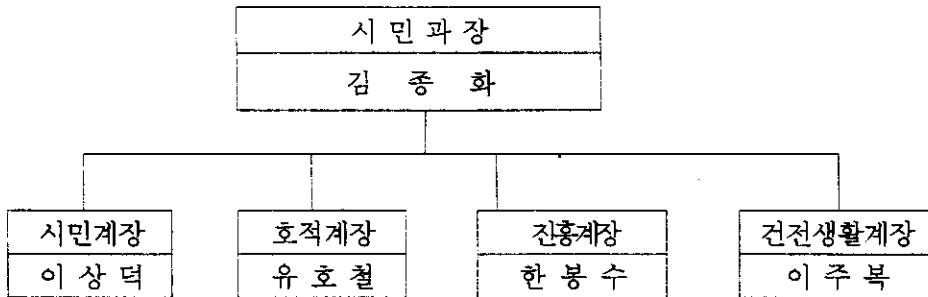 시 민 과 장
김 종 화
시민계장 호적계장 진흥계장 건전생활계장
이 상 덕 유 호 철 한 봉 수 이 주 복